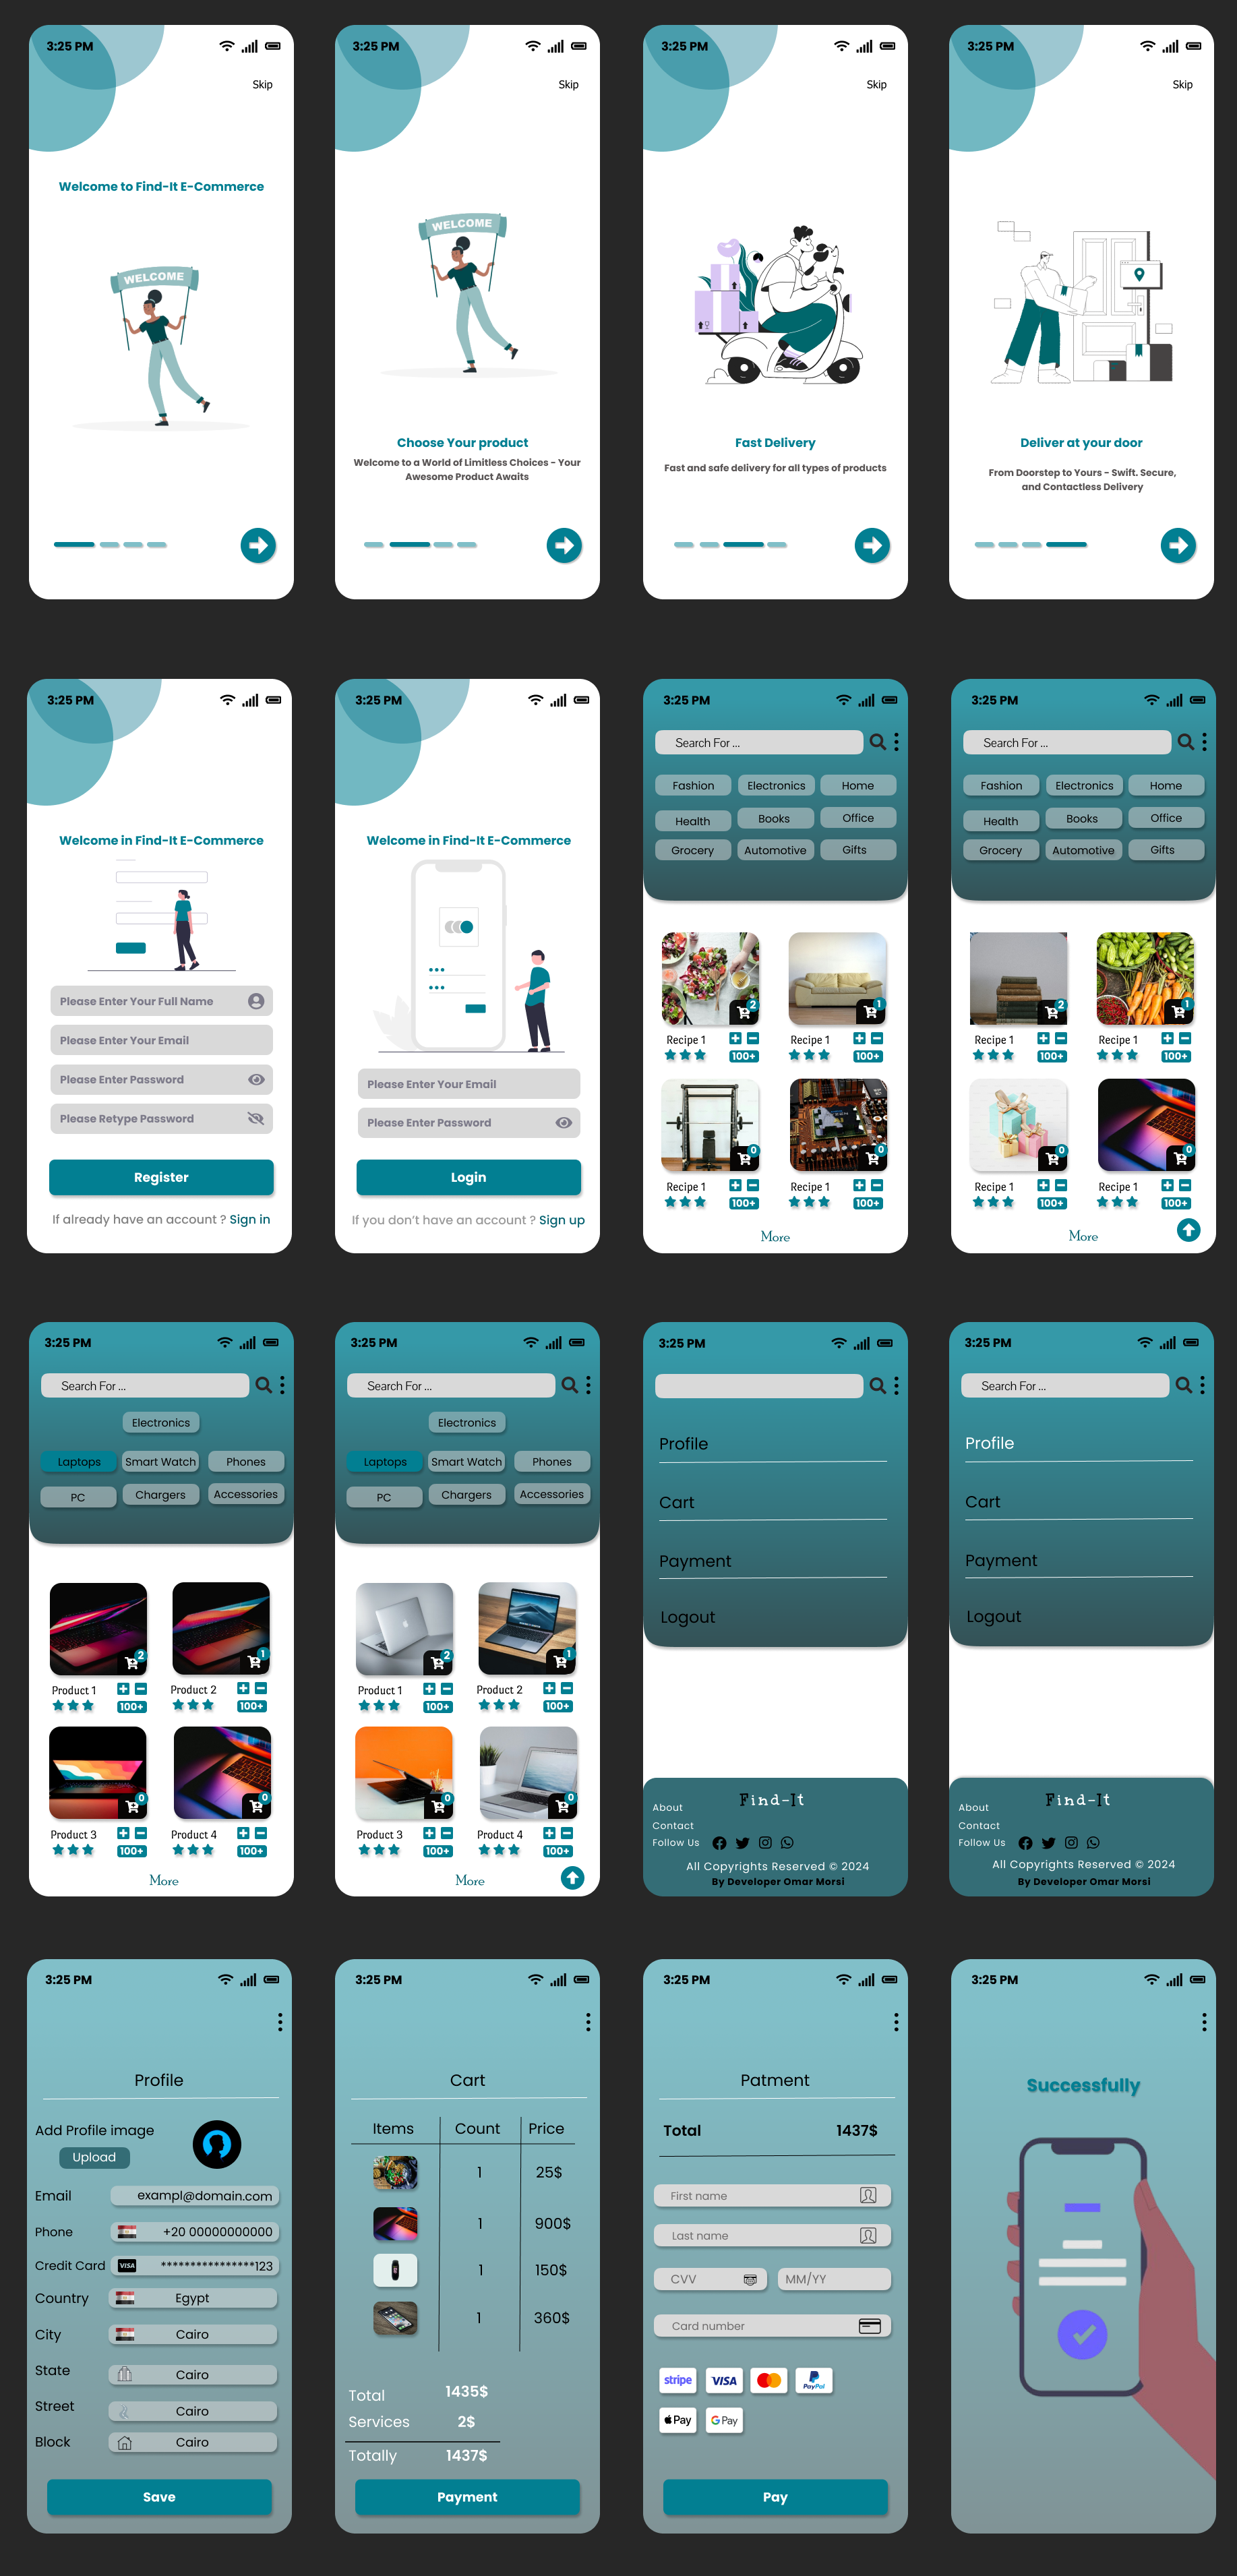 3:25 PM
Skip
Welcome to Find-It E-Commerce
WELCOME
3:25 PM
Skip
WELCOME
Choose Your product
Welcome to a World of Limitless Choices - Your
Awesome Product Awaits
3:25 PM
Skip
Fast Delivery
Fast and safe delivery for all types of products
3:25 PM
Skip
Deliver at your door
From Doorstep to Yours - Swift. Secure,
and Contactless Delivery
3:25 PM
Welcome in Find-It E-Commerce
Please Enter Your Full Name
Please Enter Your Email
Please Enter Password
Please Retype Password
Register
If already have an account ? Sign in
3:25 PM
Welcome in Find-It E-Commerce
Please Enter Your Email
Please Enter Password
Login
If you don't have an account ? Sign up
3:25 PM
Search For ...
Fashion Electronics Home
Health Books Office
Grocery Automotive Gifts
2 1
Recipe 1 Recipe 1
100+ 100+
0 0
Recipe 1 Recipe 1
100+ 100+
More
3:25 PM
Search For ...
Fashion Electronics Home
Health Books Office
Grocery Automotive Gifts
2 1
Recipe 1 Recipe 1
100+ 100+
0 0
Recipe 1 Recipe 1
100+ 100+
More
3:25 PM
Search For ...
Electronics
Laptops Smart Watch Phones
PC Chargers Accessories
2 1
Product 1 Product 2
100+ 100+
0 0
Product 3 Product 4
100+ 100+
More
3:25 PM
Search For ...
Electronics
Laptops Smart Watch Phones
PC Chargers Accessories
2 1
Product 1 Product 2
100+ 100+
0 0
Product 3 Product 4
100+ 100+
More
3:25 PM
Profile
Cart
Payment
Logout
Find-It
About
Contact
Follow Us
All Copyrights Reserved © 2024
By Developer Omar Morsi
3:25 PM
Search For ...
Profile
Cart
Payment
Logout
Find-It
About
Contact
Follow Us
All Copyrights Reserved © 2024
By Developer Omar Morsi
3:25 PM
Profile
Add Profile image
Upload
Email exampl@domain.com
Phone +20 00000000000
Credit Card VISA ****************123
Country Egypt
City Cairo
State Cairo
Street Cairo
Block Cairo
Save
3:25 PM
Cart
Items Count Price
1 25$
1 900$
1 150$
1 360$
Total 1435$
Services 2$
Totally 1437$
Payment
3:25 PM
Patment
Total 1437$
First name
Last name
CVV MM/YY
Card number
stripe VISA PayPal
Pay G Pay
Pay
3:25 PM
Successfully